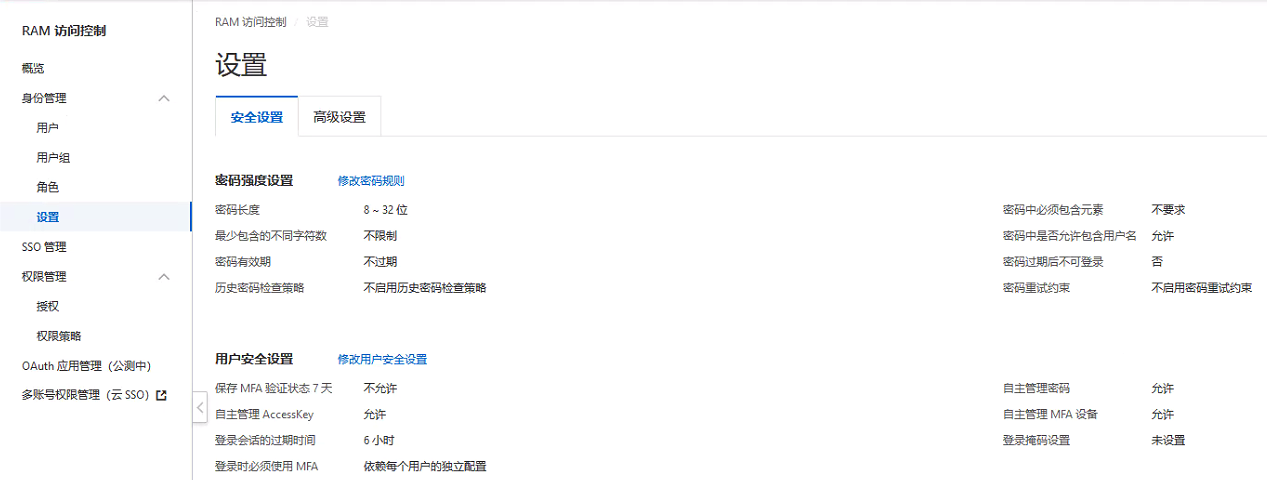 RAM 访问控制
概览
身份管理
用户
用户组
角色
设置
SSO 管理
权限管理
授权
权限策略
OAuth 应用管理（公测中）
多账号权限管理（云 SSO）
RAM 访问控制 / 设置
设置
安全设置 高级设置
密码强度设置 修改密码规则
密码长度 8 ~ 32 位 密码中必须包含元素 不要求
最少包含的不同字符数 不限制 密码中是否允许包含用户名 允许
密码有效期 不过期 密码过期后不可登录 否
历史密码检查策略 不启用历史密码检查策略 密码重试约束 不启用密码重试约束
用户安全设置 修改用户安全设置
保存 MFA 验证状态 7 天 不允许 自主管理密码 允许
自主管理 AccessKey 允许 自主管理 MFA 设备 允许
登录会话的过期时间 6 小时 登录掩码设置 未设置
登录时必须使用 MFA 依赖每个用户的独立配置